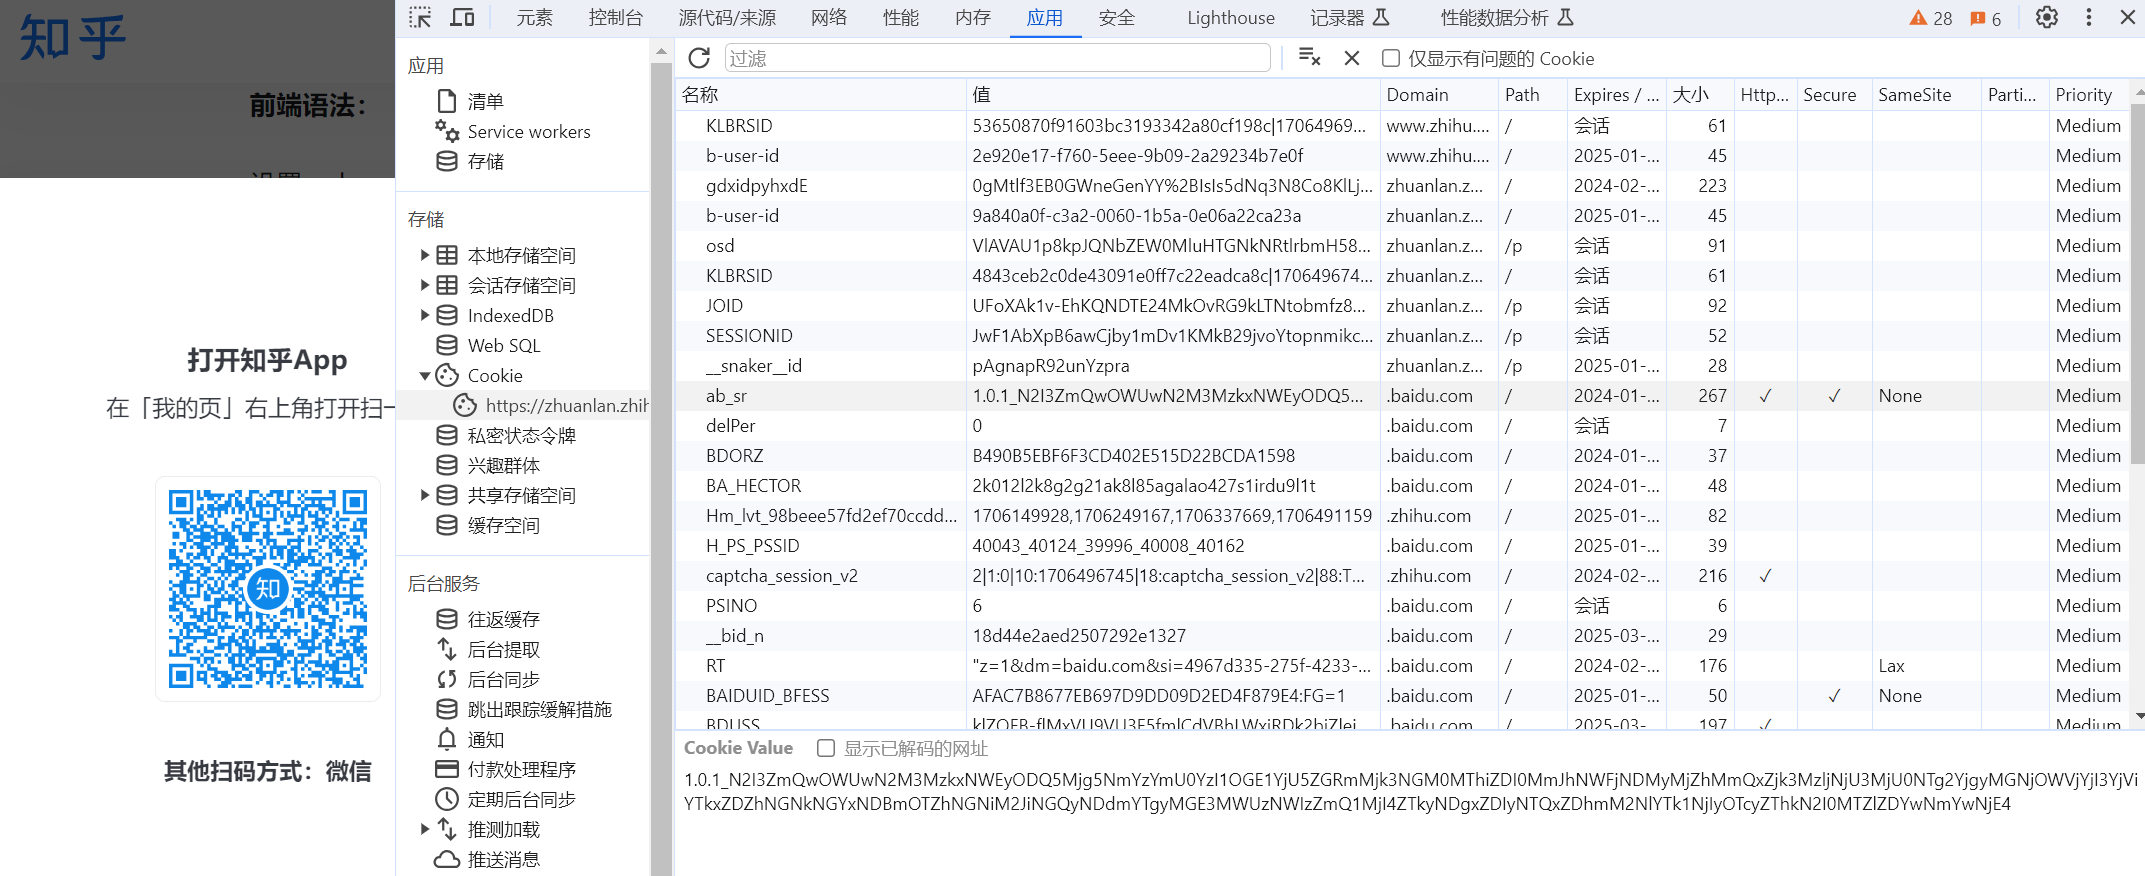 知乎
前端语法：
打开知乎App
在「我的页」右上角打开扫一
知
其他扫码方式：微信
元素 控制台 源代码/来源 网络 性能 内存 应用 安全 Lighthouse 记录器 性能数据分析 28 6
应用
清单
Service workers
存储
存储
本地存储空间
会话存储空间
IndexedDB
Web SQL
Cookie
https://zhuanlan.zhih
私密状态令牌
兴趣群体
共享存储空间
缓存空间
后台服务
往返缓存
后台提取
后台同步
跳出跟踪缓解措施
通知
付款处理程序
定期后台同步
推测加载
推送消息
过滤 仅显示有问题的 Cookie
名称 值 Domain Path Expires / ... 大小 Http... Secure SameSite Parti... Priority
KLBRSID 53650870f91603bc3193342a80cf198c|17064969... www.zhihu.... / 会话 61 Medium
b-user-id 2e920e17-f760-5eee-9b09-2a29234b7e0f www.zhihu.... / 2025-01-... 45 Medium
gdxidpyhxdE 0gMtlf3EB0GWneGenYY%2BIsIs5dNq3N8Co8KlLj... zhuanlan.z... / 2024-02-... 223 Medium
b-user-id 9a840a0f-c3a2-0060-1b5a-0e06a22ca23a zhuanlan.z... / 2025-01-... 45 Medium
osd VlAVAU1p8kpJQNbZEW0MluHTGNkNRtlrbmH58... zhuanlan.z... /p 会话 91 Medium
KLBRSID 4843ceb2c0de43091e0ff7c22eadca8c|170649674... zhuanlan.z... / 会话 61 Medium
JOID UFoXAk1v-EhKQNDTE24MkOvRG9kLTNtobmfz8... zhuanlan.z... /p 会话 92 Medium
SESSIONID JwF1AbXpB6awCjby1mDv1KMkB29jvoYtopnmikc... zhuanlan.z... /p 会话 52 Medium
__snaker__id pAgnapR92unYzpra zhuanlan.z... /p 2025-01-... 28 Medium
ab_sr 1.0.1_N2I3ZmQwOWUwN2M3MzkxNWEyODQ5... .baidu.com / 2024-01-... 267 ✓ ✓ None Medium
delPer 0 .baidu.com / 会话 7 Medium
BDORZ B490B5EBF6F3CD402E515D22BCDA1598 .baidu.com / 2024-01-... 37 Medium
BA_HECTOR 2k012l2k8g2g21ak8l85agalao427s1irdu9l1t .baidu.com / 2024-01-... 48 Medium
Hm_lvt_98beee57fd2ef70ccdd... 1706149928,1706249167,1706337669,1706491159 .zhihu.com / 2025-01-... 82 Medium
H_PS_PSSID 40043_40124_39996_40008_40162 .baidu.com / 2025-01-... 39 Medium
captcha_session_v2 2|1:0|10:1706496745|18:captcha_session_v2|88:T... .zhihu.com / 2024-02-... 216 ✓ Medium
PSINO 6 .baidu.com / 会话 6 Medium
__bid_n 18d44e2aed2507292e1327 .baidu.com / 2025-03-... 29 Medium
RT "z=1&dm=baidu.com&si=4967d335-275f-4233-... .baidu.com / 2024-02-... 176 Lax Medium
BAIDUID_BFESS AFAC7B8677EB697D9DD09D2ED4F879E4:FG=1 .baidu.com / 2025-01-... 50 ✓ None Medium
BDUSS .baidu.com / 2025-03-... 197 ✓ Medium
Cookie Value 显示已解码的网址
1.0.1_N2I3ZmQwOWUwN2M3MzkxNWEyODQ5Mjg5NmYzYmU0YzI1OGE1YjU5ZGRmMjk3NGM0MThiZDI0MmJhNWFjNDMyMjZhMmQxZjk3MzljNjU3MjU0NTg2YjgyMGNjOWVjYjI3YjVi
YTkxZDZhNGNkNGYxNDBmOTZhNGNiM2JiNGQyNDdmYTgyMGE3MWUzNWIzZmQ1MjI4ZTkyNDgxZDIyNTQxZDhmM2NlYTk1NjIyOTcyZThkN2I0MTZlZDYwNmYwNjE4